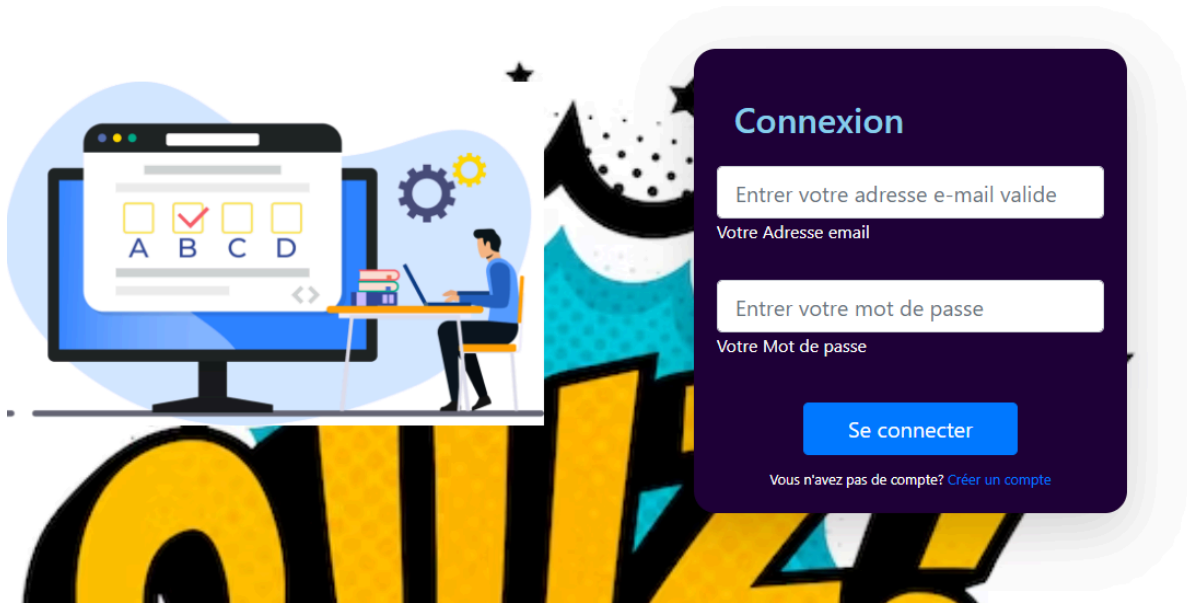 Connexion
Entrer votre adresse e-mail valide
Votre Adresse email
A B C D
Entrer votre mot de passe
Votre Mot de passe
Se connecter
Vous n'avez pas de compte? Créer un compte
QUIZ!